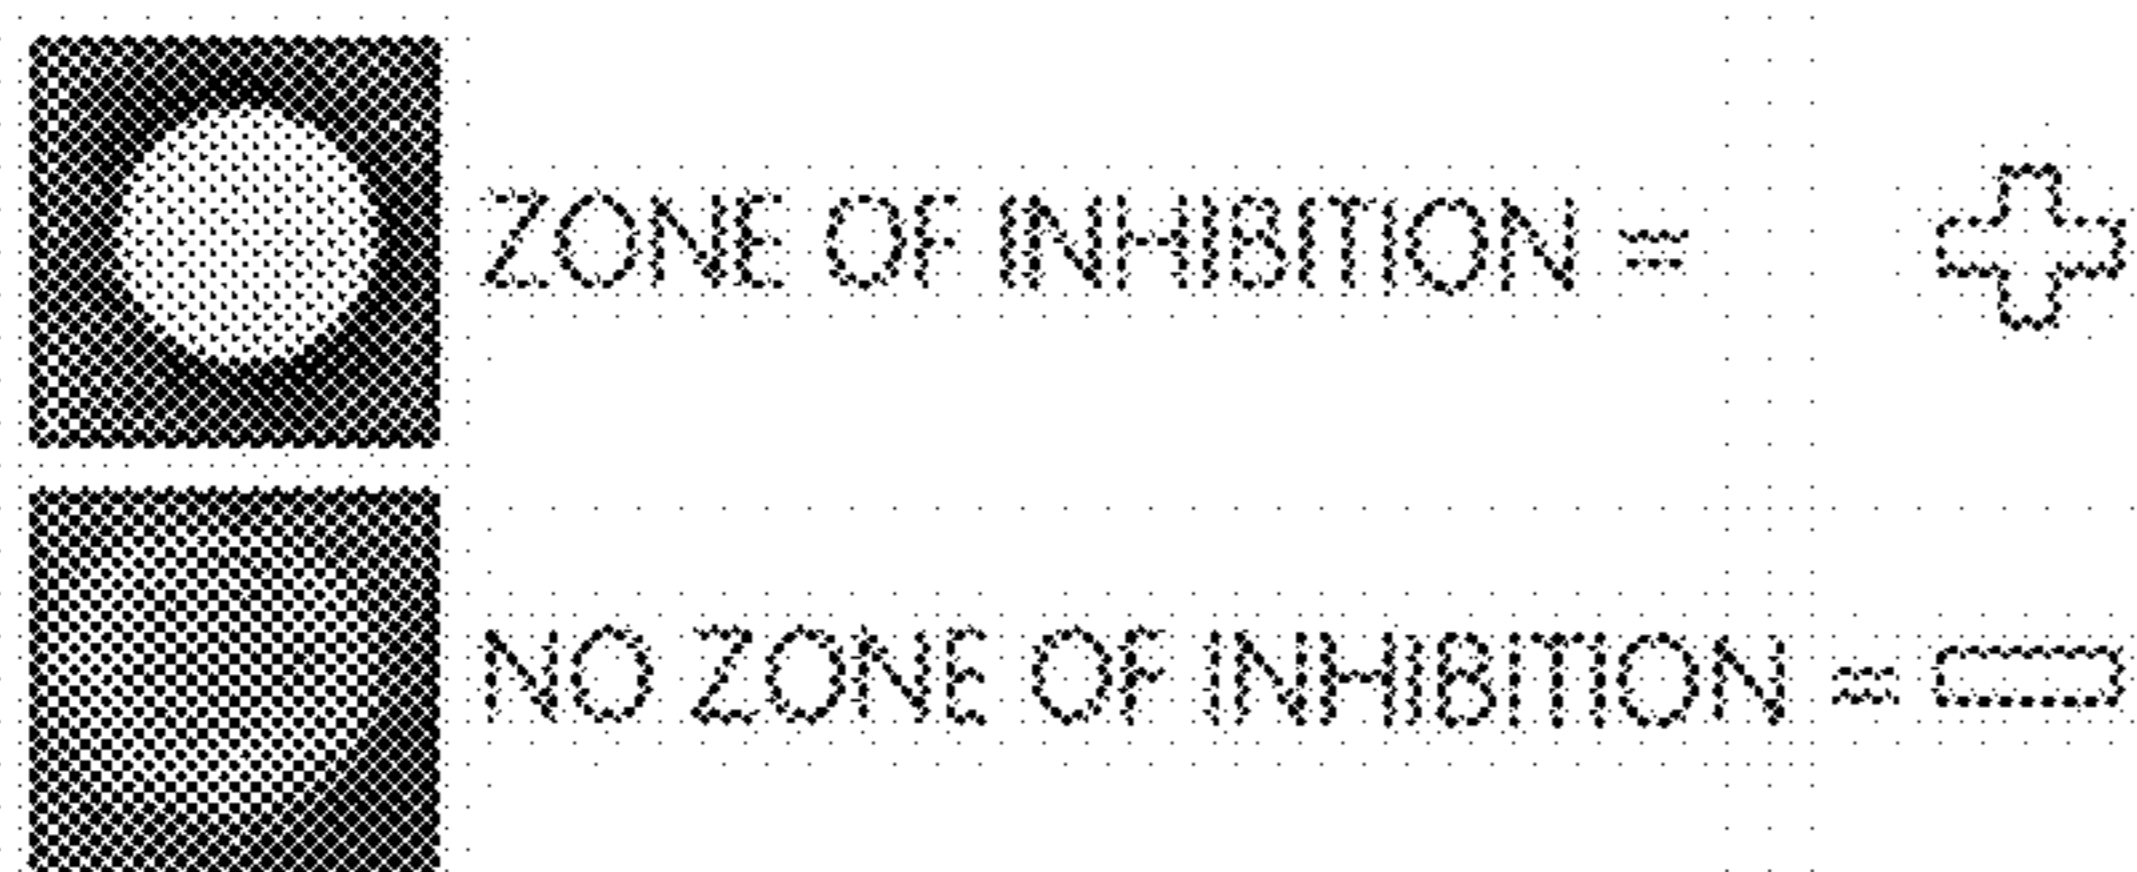 ZONE OF INHIBITION = +
NO ZONE OF INHIBITION = -